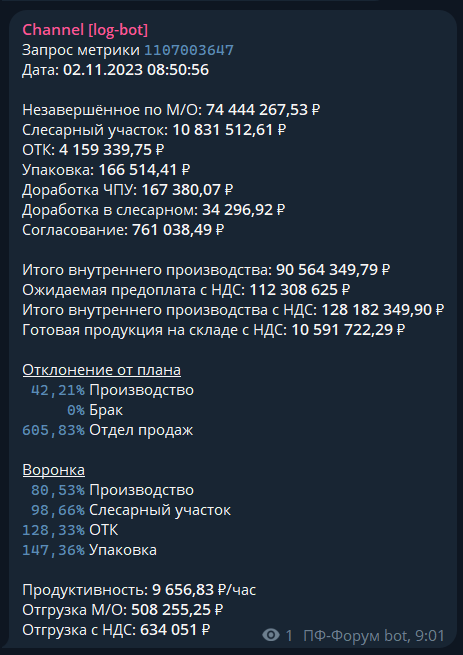 Channel [log-bot]
Запрос метрики 1107003647
Дата: 02.11.2023 08:50:56
Незавершённое по М/О: 74 444 267,53 ₽
Слесарный участок: 10 831 512,61 ₽
ОТК: 4 159 339,75 ₽
Упаковка: 166 514,41 ₽
Доработка ЧПУ: 167 380,07 ₽
Доработка в слесарном: 34 296,92 ₽
Согласование: 761 038,49 ₽
Итого внутреннего производства: 90 564 349,79 ₽
Ожидаемая предоплата с НДС: 112 308 625 ₽
Итого внутреннего производства с НДС: 128 182 349,90 ₽
Готовая продукция на складе с НДС: 10 591 722,29 ₽
Отклонение от плана
42,21% Производство
0% Брак
605,83% Отдел продаж
Воронка
80,53% Производство
98,66% Слесарный участок
128,33% ОТК
147,36% Упаковка
Продуктивность: 9 656,83 ₽/час
Отгрузка М/О: 508 255,25 ₽
Отгрузка с НДС: 634 051 ₽
1 ПФ-Форум bot, 9:01